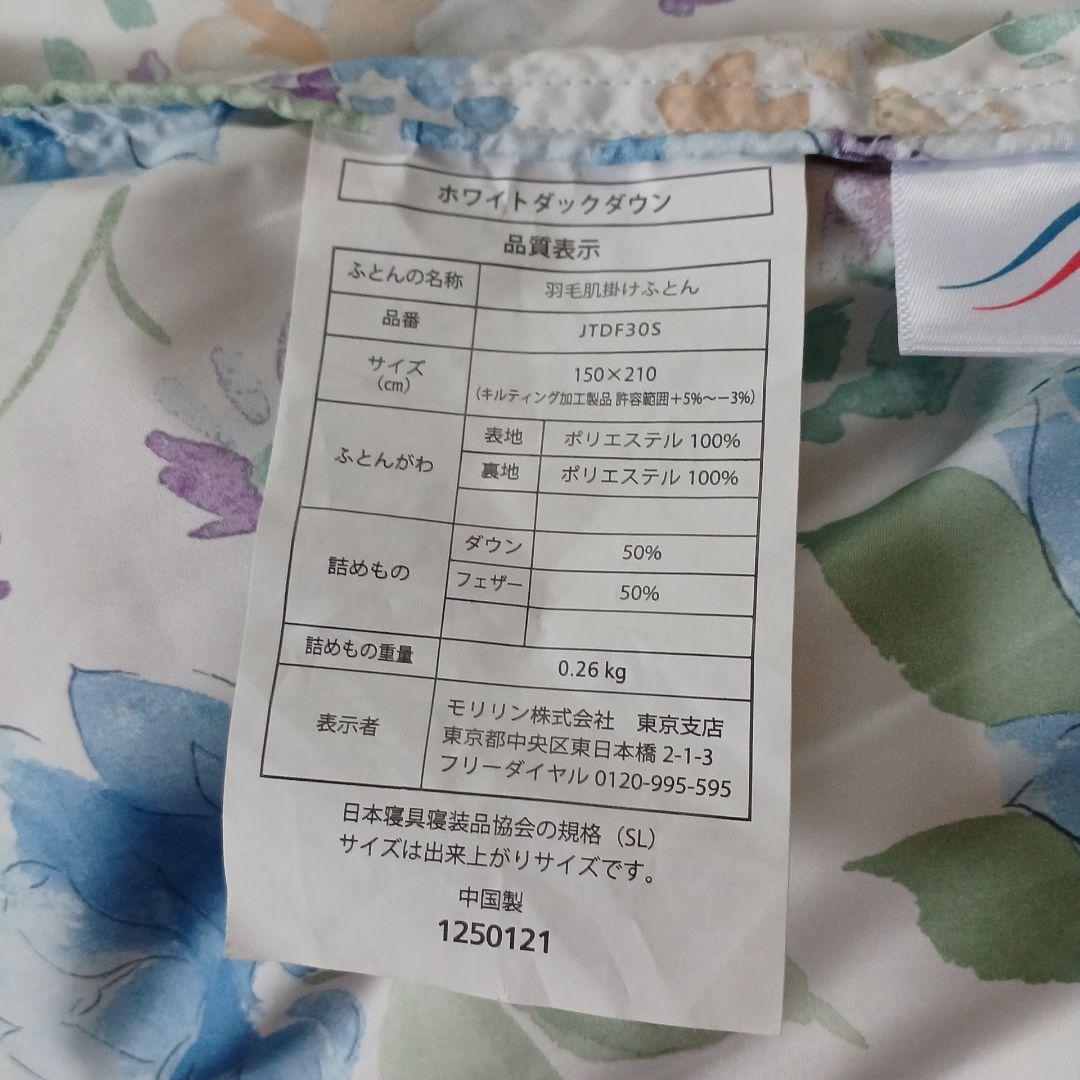 ホワイトダックダウン
品質表示
ふとんの名称 羽毛肌掛けふとん
品番 JTDF30S
サイズ (cm) 150×210
(キルティング加工製品 許容範囲+5%〜−3%)
ふとんがわ 表地 ポリエステル 100%
裏地 ポリエステル 100%
詰めもの ダウン 50%
フェザー 50%
詰めもの重量 0.26 kg
表示者 モリリン株式会社 東京支店
東京都中央区東日本橋 2-1-3
フリーダイヤル 0120-995-595
日本寝具寝装品協会の規格(SL)
サイズは出来上がりサイズです。
中国製
1250121